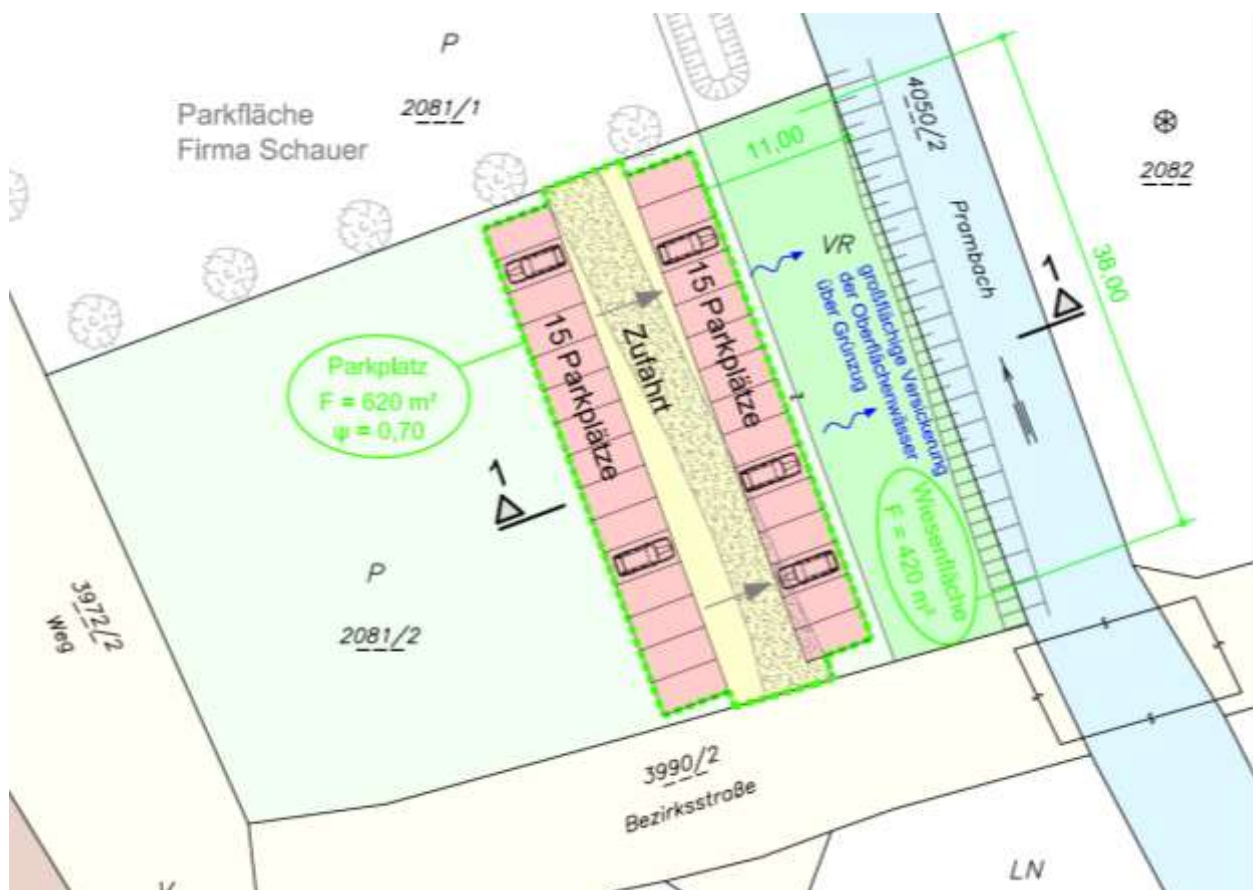 P
2081/1
Parkfläche
Firma Schauer
4050/2
2082
11,00
Prambach
38,00
VR
großflächige Versickerung
der Oberflächenwässer
über Grünzug
1
15 Parkplätze
Zufahrt
15 Parkplätze
Parkplatz
F = 620 m²
ψ = 0,70
1
Wiesenfläche
F = 420 m²
P
2081/2
3972/2
Weg
3990/2
Bezirksstraße
LN